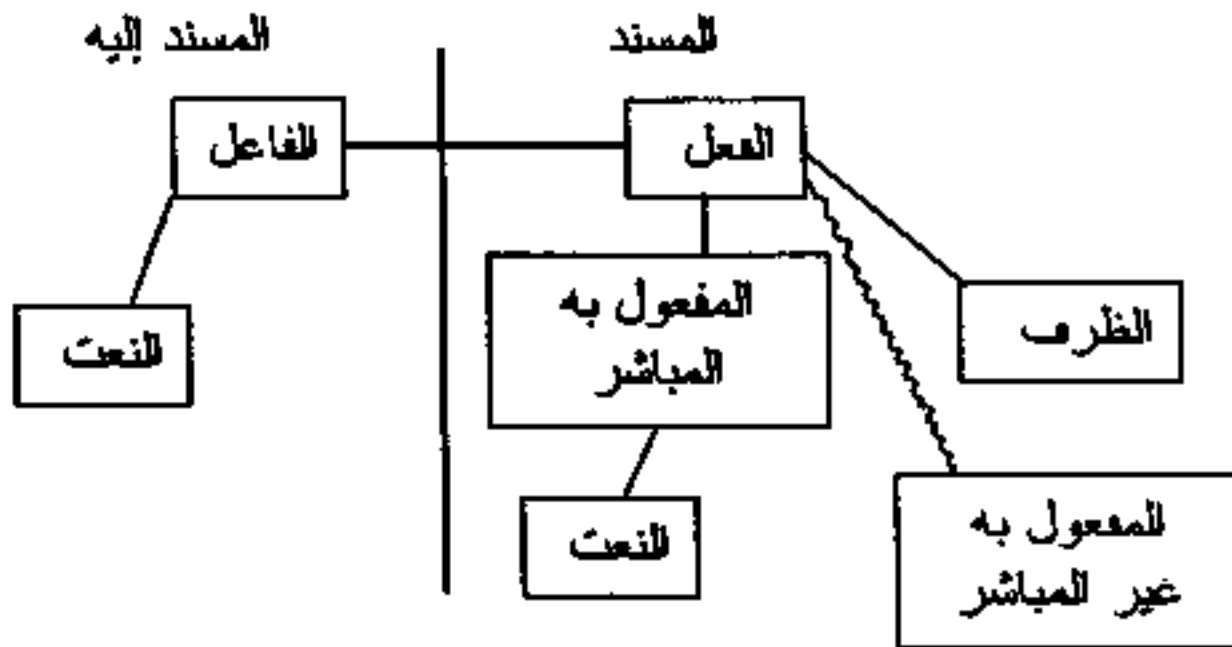 المسند
المسند إليه
الفعل
الفاعل
المفعول به
المباشر
الظرف
النعت
النعت
المفعول به
غير المباشر